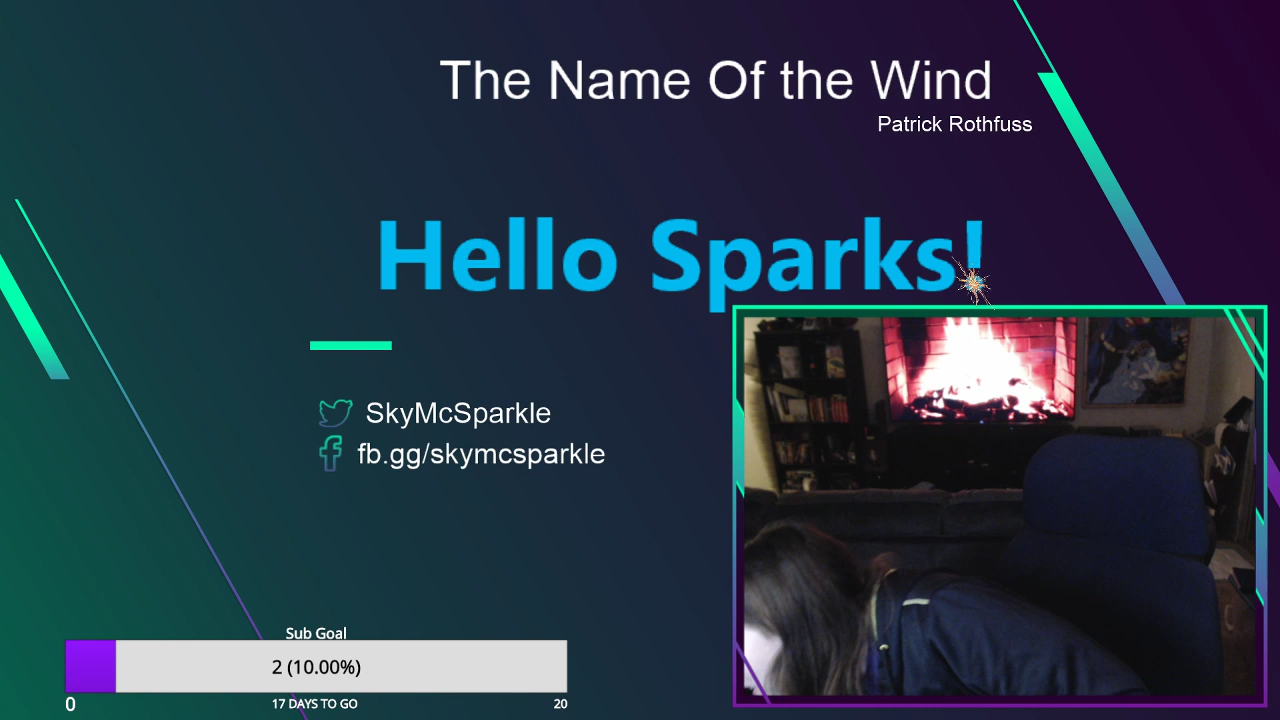 The Name Of the Wind
Patrick Rothfuss
Hello Sparks!
SkyMcSparkle
fb.gg/skymcsparkle
Sub Goal
2 (10.00%)
0
17 DAYS TO GO
20